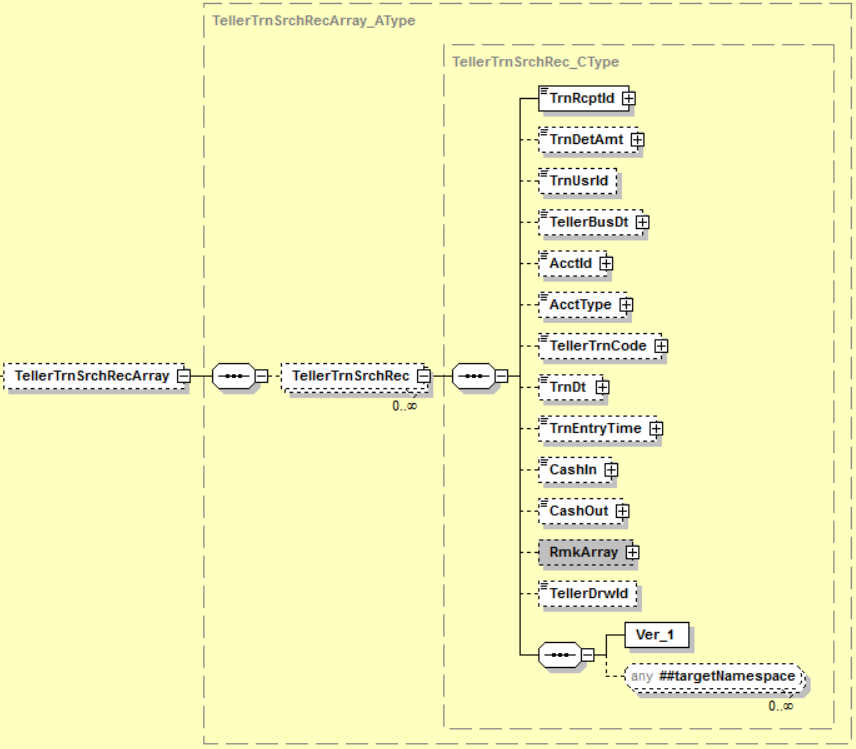 TellerTrnSrchRecArray_AType
TellerTrnSrchRec_CType
TrnRcptId
TrnDetAmt
TrnUsrId
TellerBusDt
AcctId
AcctType
TellerTrnCode
TellerTrnSrchRecArray
TellerTrnSrchRec
0..∞
TrnDt
TrnEntryTime
CashIn
CashOut
RmkArray
TellerDrwId
Ver_1
any ##targetNamespace
0..∞